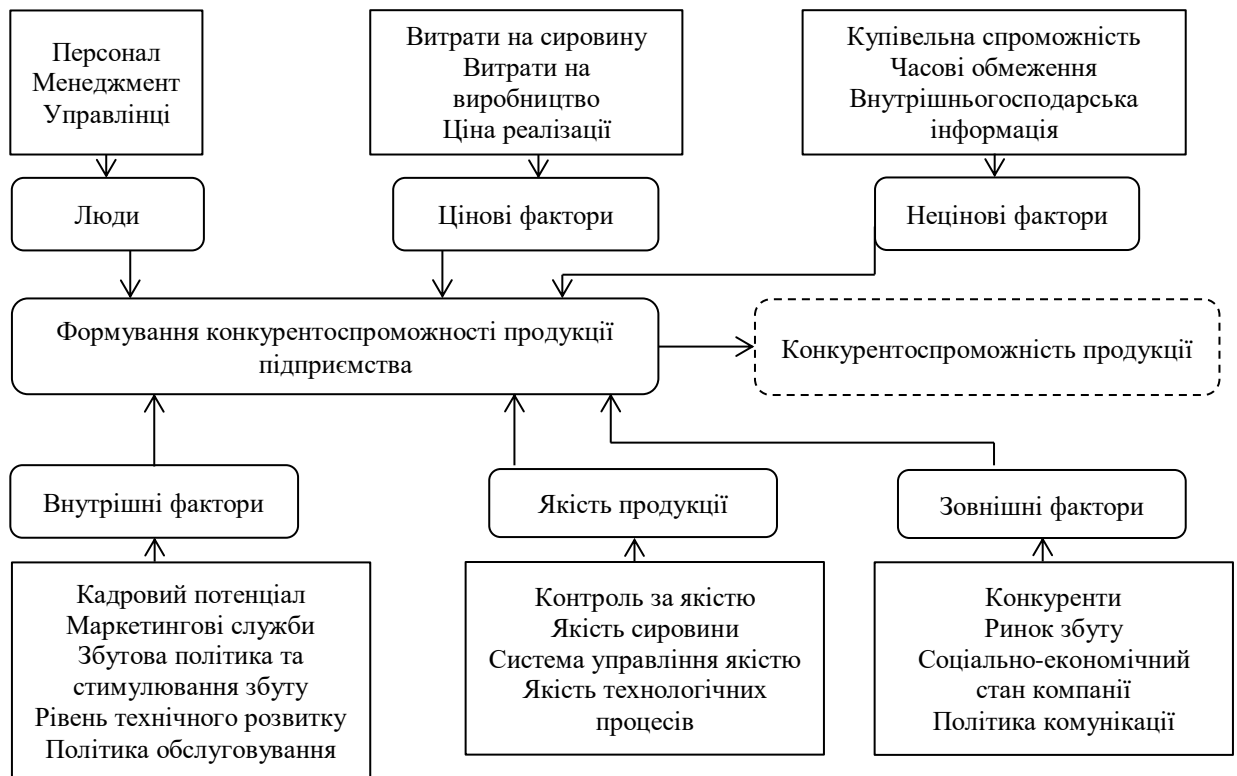 Персонал
Менеджмент
Управлінці
Витрати на сировину
Витрати на
виробництво
Ціна реалізації
Купівельна спроможність
Часові обмеження
Внутрішньогосподарська
інформація
Люди
Цінові фактори
Нецінові фактори
Формування конкурентоспроможності продукції
підприємства
Конкурентоспроможність продукції
Внутрішні фактори
Якість продукції
Зовнішні фактори
Кадровий потенціал
Маркетингові служби
Збутова політика та
стимулювання збуту
Рівень технічного розвитку
Політика обслуговування
Контроль за якістю
Якість сировини
Система управління якістю
Якість технологічних
процесів
Конкуренти
Ринок збуту
Соціально-економічний
стан компанії
Політика комунікації